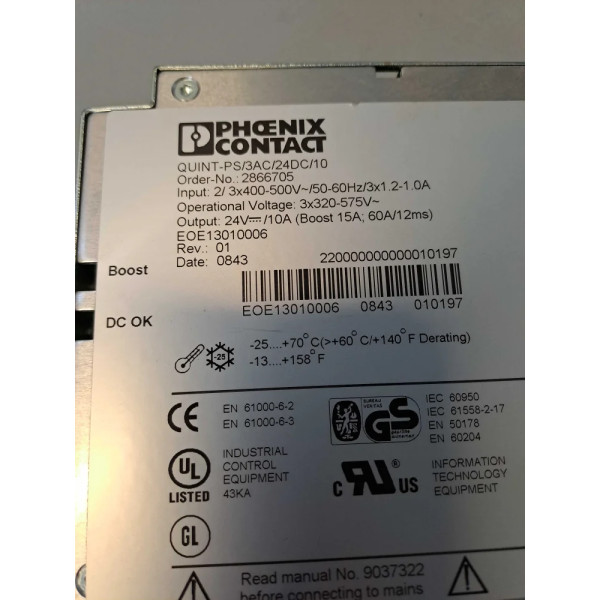 PHŒNIX
CONTACT
QUINT-PS/3AC/24DC/10
Order-No.: 2866705
Input: 2/ 3x400-500V~/50-60Hz/3x1.2-1.0A
Operational Voltage: 3x320-575V~
Output: 24V⎓/10A (Boost 15A; 60A/12ms)
EOE13010006
Rev.: 01
Date: 0843
220000000000010197
Boost
EOE13010006 0843 010197
DC OK
-25....+70°C(>+60°C/+140°F Derating)
-13....+158°F
-25
CE
EN 61000-6-2
EN 61000-6-3
BUREAU
VERITAS
GS
IEC 60950
IEC 61558-2-17
EN 50178
EN 60204
UL
LISTED
INDUSTRIAL
CONTROL
EQUIPMENT
43KA
C RU US
INFORMATION
TECHNOLOGY
EQUIPMENT
GL
Read manual No. 9037322
before connecting to mains